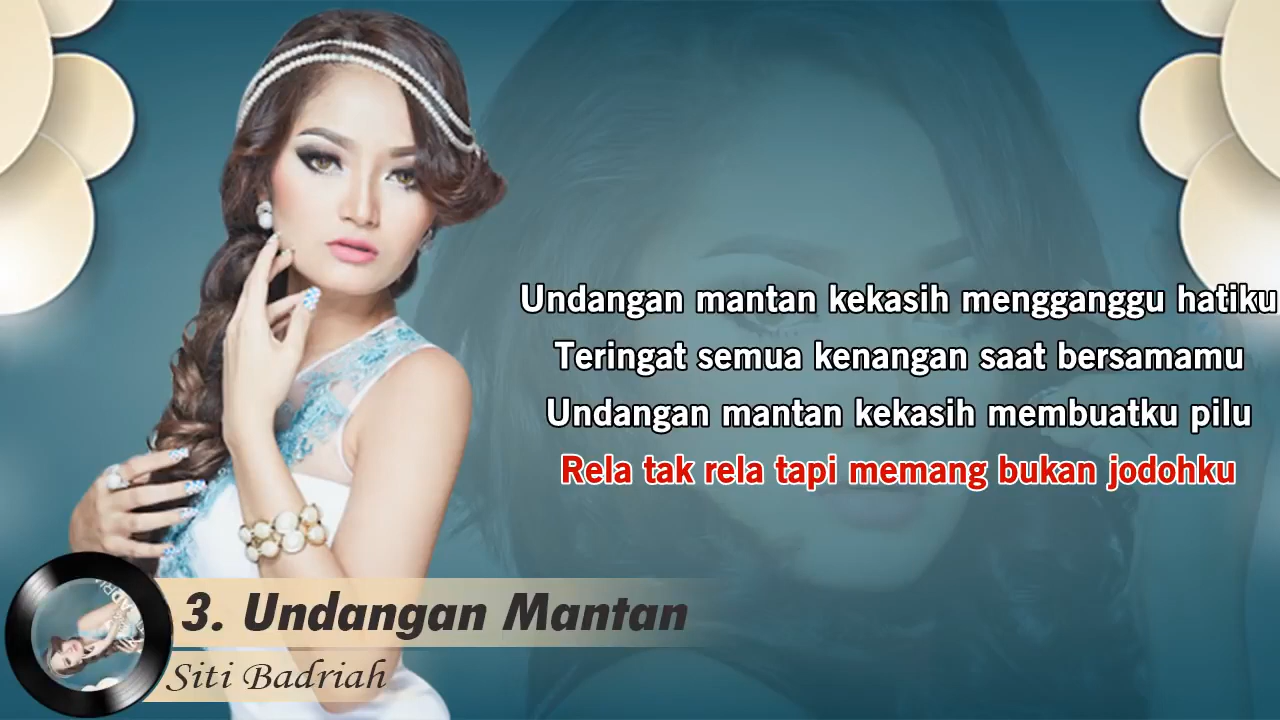 Undangan mantan kekasih mengganggu hatiku
Teringat semua kenangan saat bersamamu
Undangan mantan kekasih membuatku pilu
Rela tak rela tapi memang bukan jodohku
3. Undangan Mantan
Siti Badriah